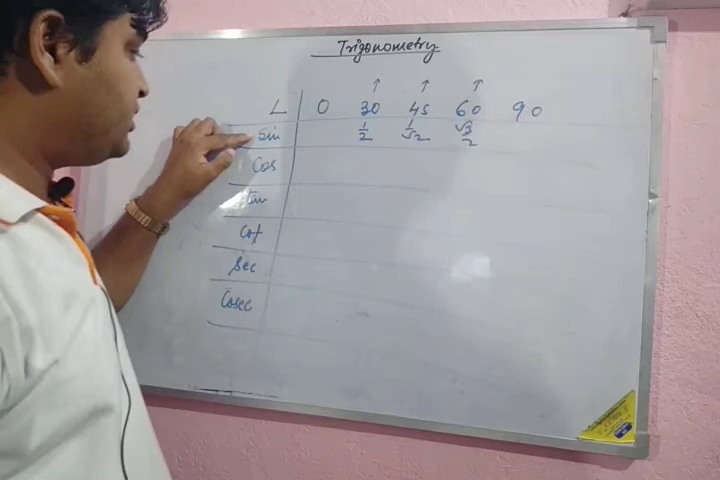 Trigonometry
↑ ↑ ↑
L 0 30 45 60 90
Sin 1/2 1/√2 √3/2
Cos
tan
Cot
Sec
Cosec